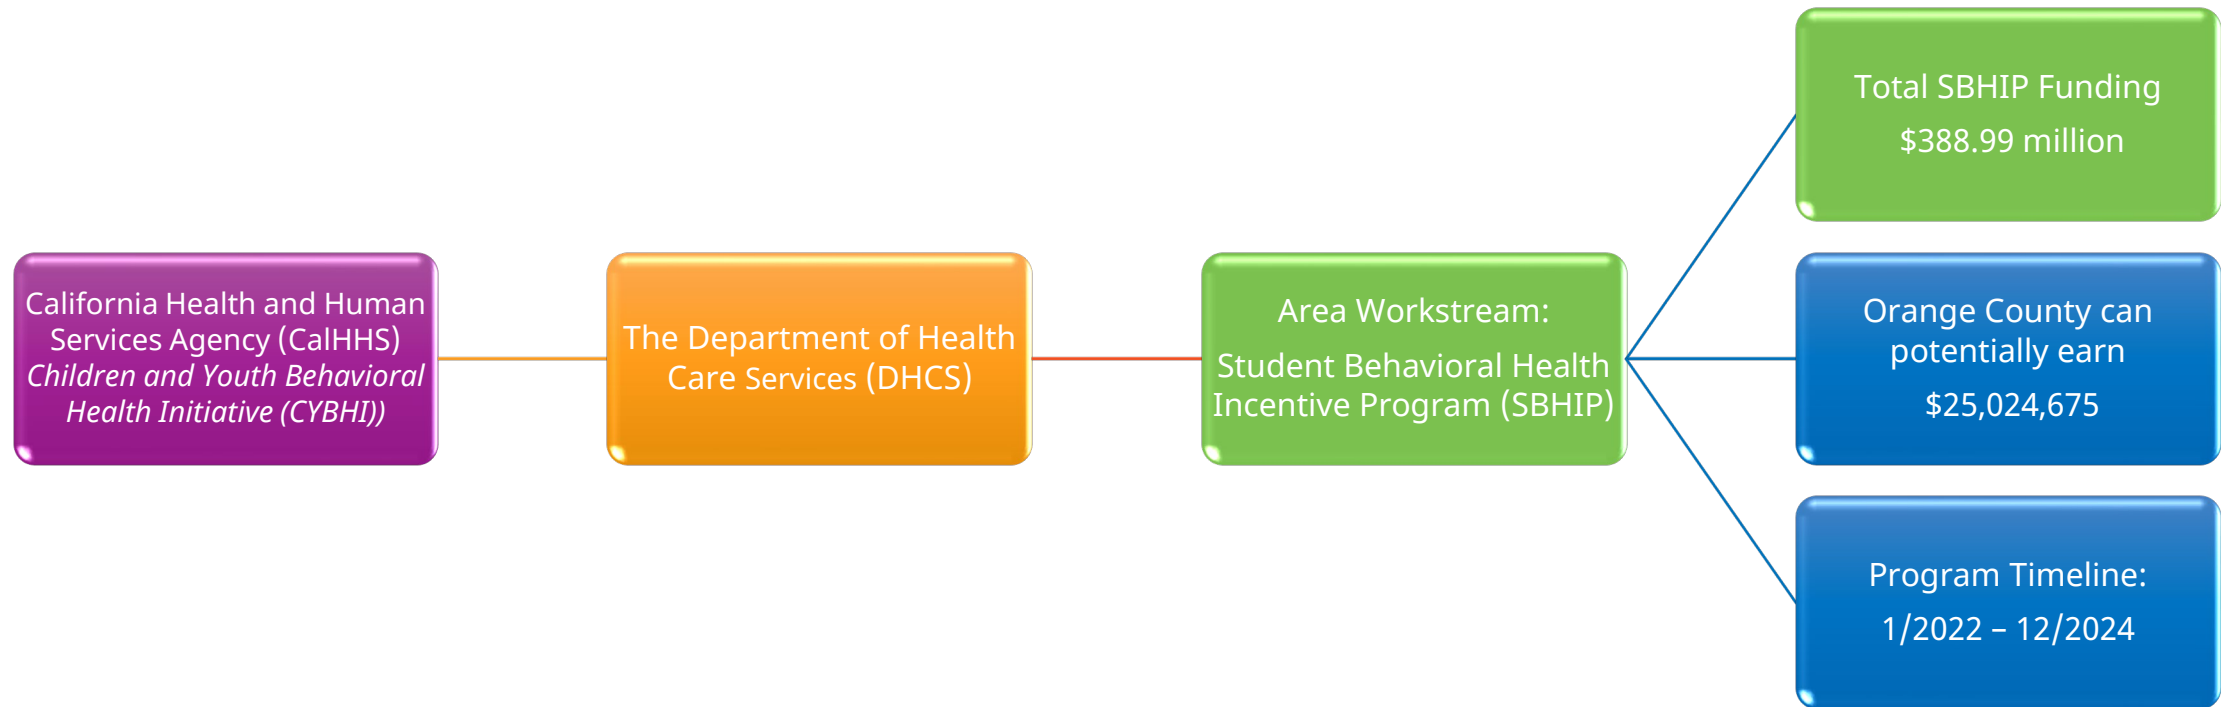 California Health and Human
Services Agency (CalHHS)
Children and Youth Behavioral
Health Initiative (CYBHI))
The Department of Health
Care Services (DHCS)
Area Workstream:
Student Behavioral Health
Incentive Program (SBHIP)
Total SBHIP Funding
$388.99 million
Orange County can
potentially earn
$25,024,675
Program Timeline:
1/2022 – 12/2024